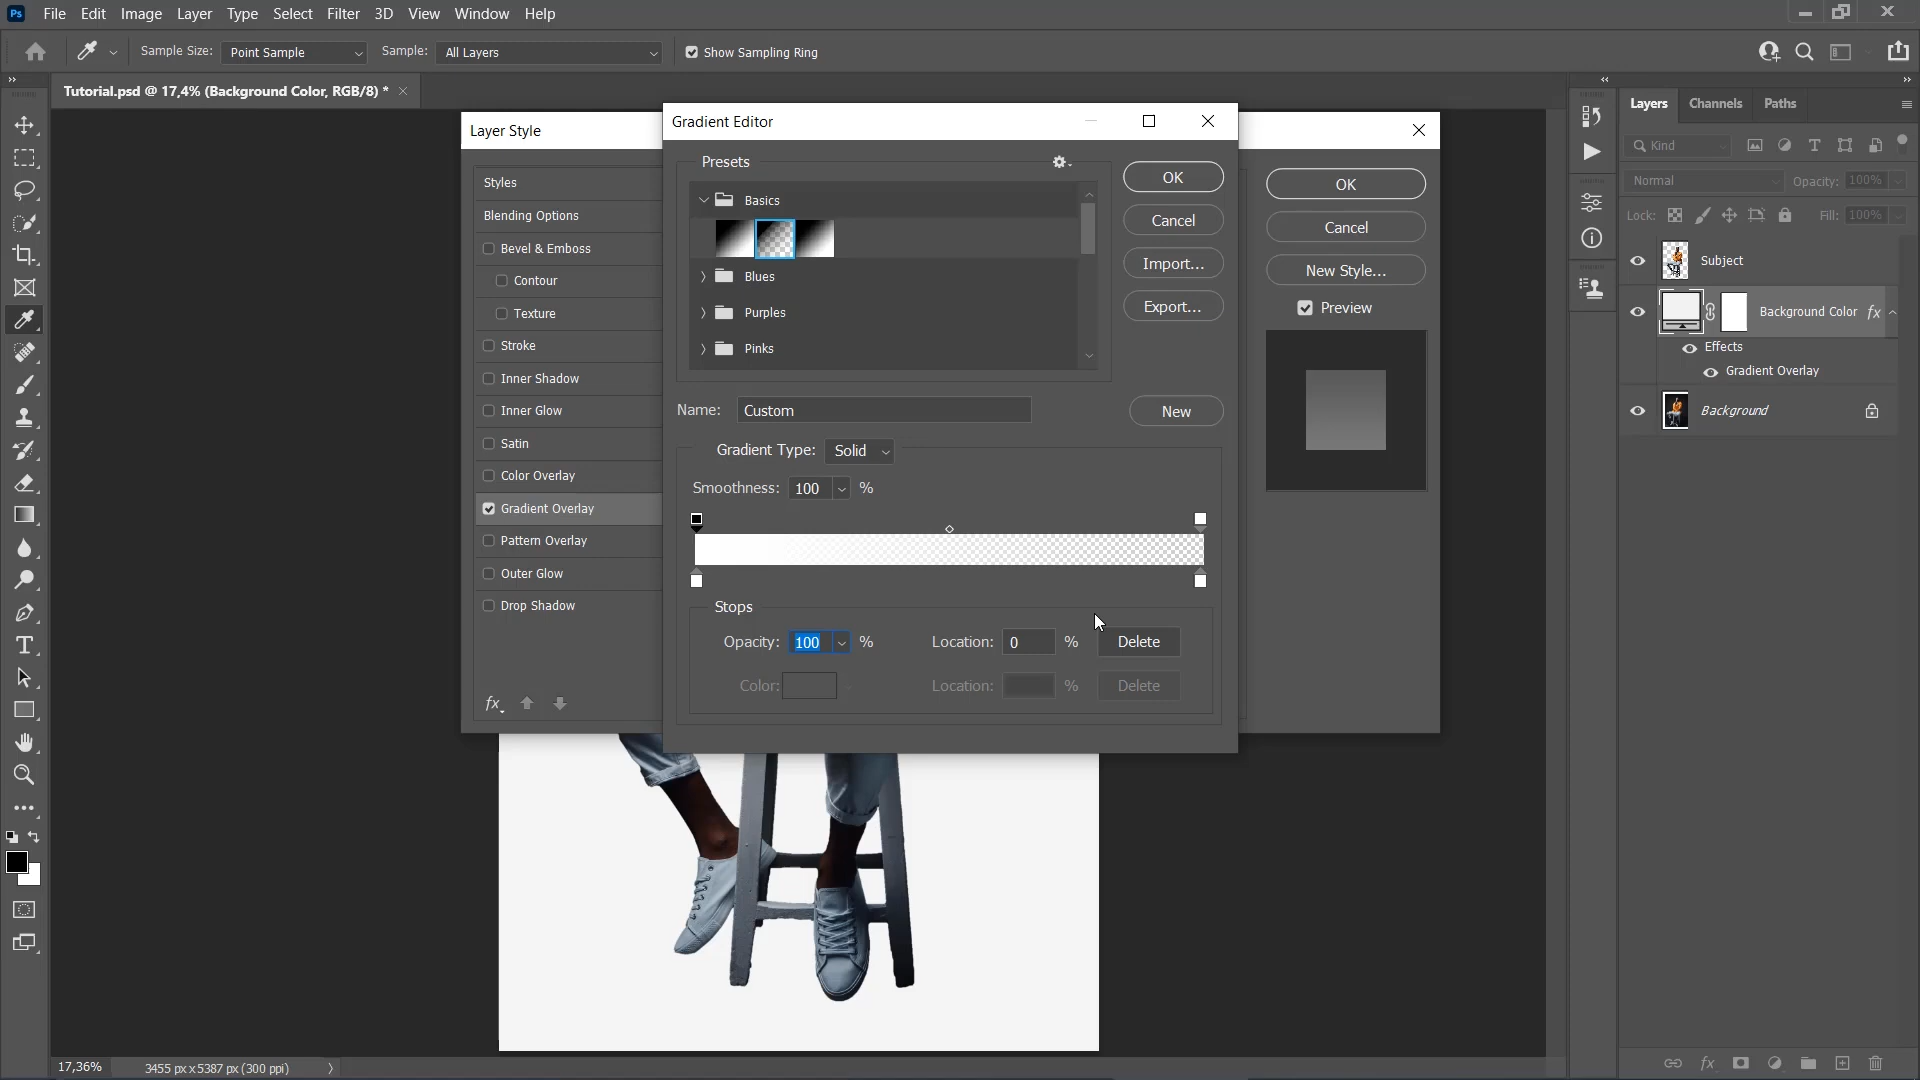 Ps File Edit Image Layer Type Select Filter 3D View Window Help
Sample Size: Point Sample Sample: All Layers Show Sampling Ring
Tutorial.psd @ 17,4% (Background Color, RGB/8) *
Layer Style
Styles
Blending Options
Bevel & Emboss
Contour
Texture
Stroke
Inner Shadow
Inner Glow
Satin
Color Overlay
Gradient Overlay
Pattern Overlay
Outer Glow
Drop Shadow
fx
Gradient Editor
Presets
Basics
Blues
Purples
Pinks
OK
Cancel
Import...
Export...
Name: Custom
New
Gradient Type: Solid
Smoothness: 100 %
Stops
Opacity: 100 % Location: 0 % Delete
Color: Location: % Delete
OK
Cancel
New Style...
Preview
Layers Channels Paths
Kind
Normal Opacity: 100%
Lock: Fill: 100%
Subject
Background Color fx
Effects
Gradient Overlay
Background
fx
17,36% 3455 px x 5387 px (300 ppi)